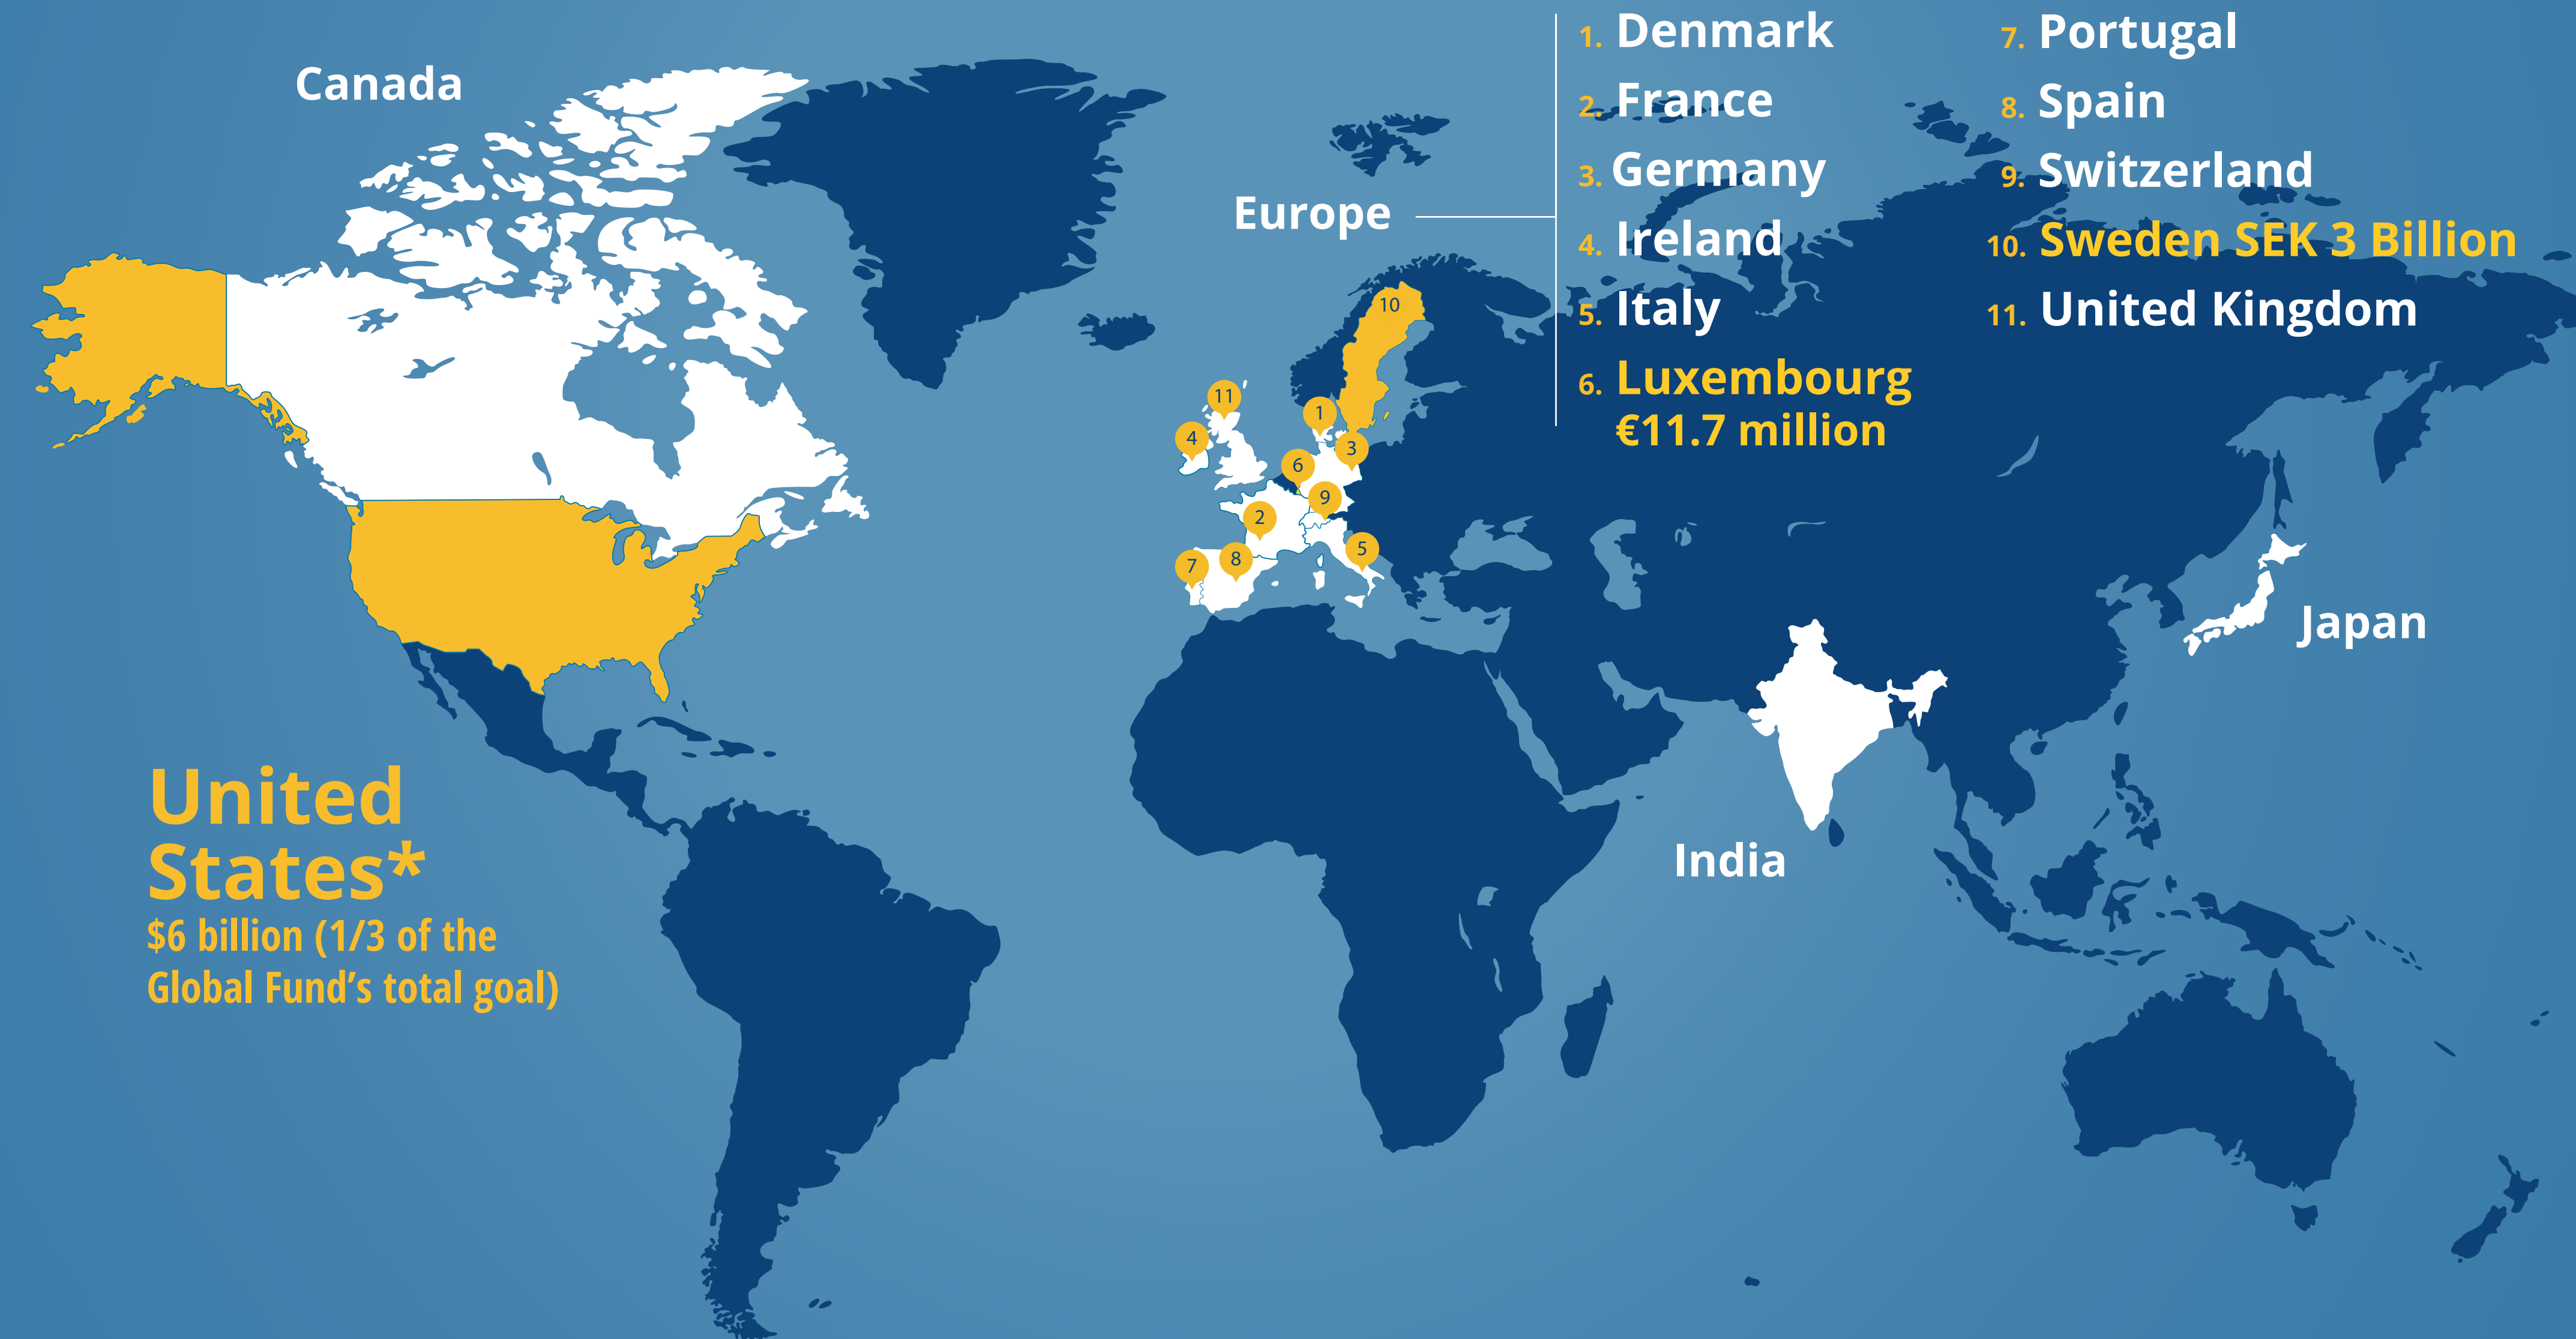 Canada
Europe
1. Denmark
2. France
3. Germany
4. Ireland
5. Italy
6. Luxembourg
€11.7 million
7. Portugal
8. Spain
9. Switzerland
10. Sweden SEK 3 Billion
11. United Kingdom
10
11
1
4
3
6
9
2
5
8
7
Japan
India
United
States*
$6 billion (1/3 of the
Global Fund’s total goal)